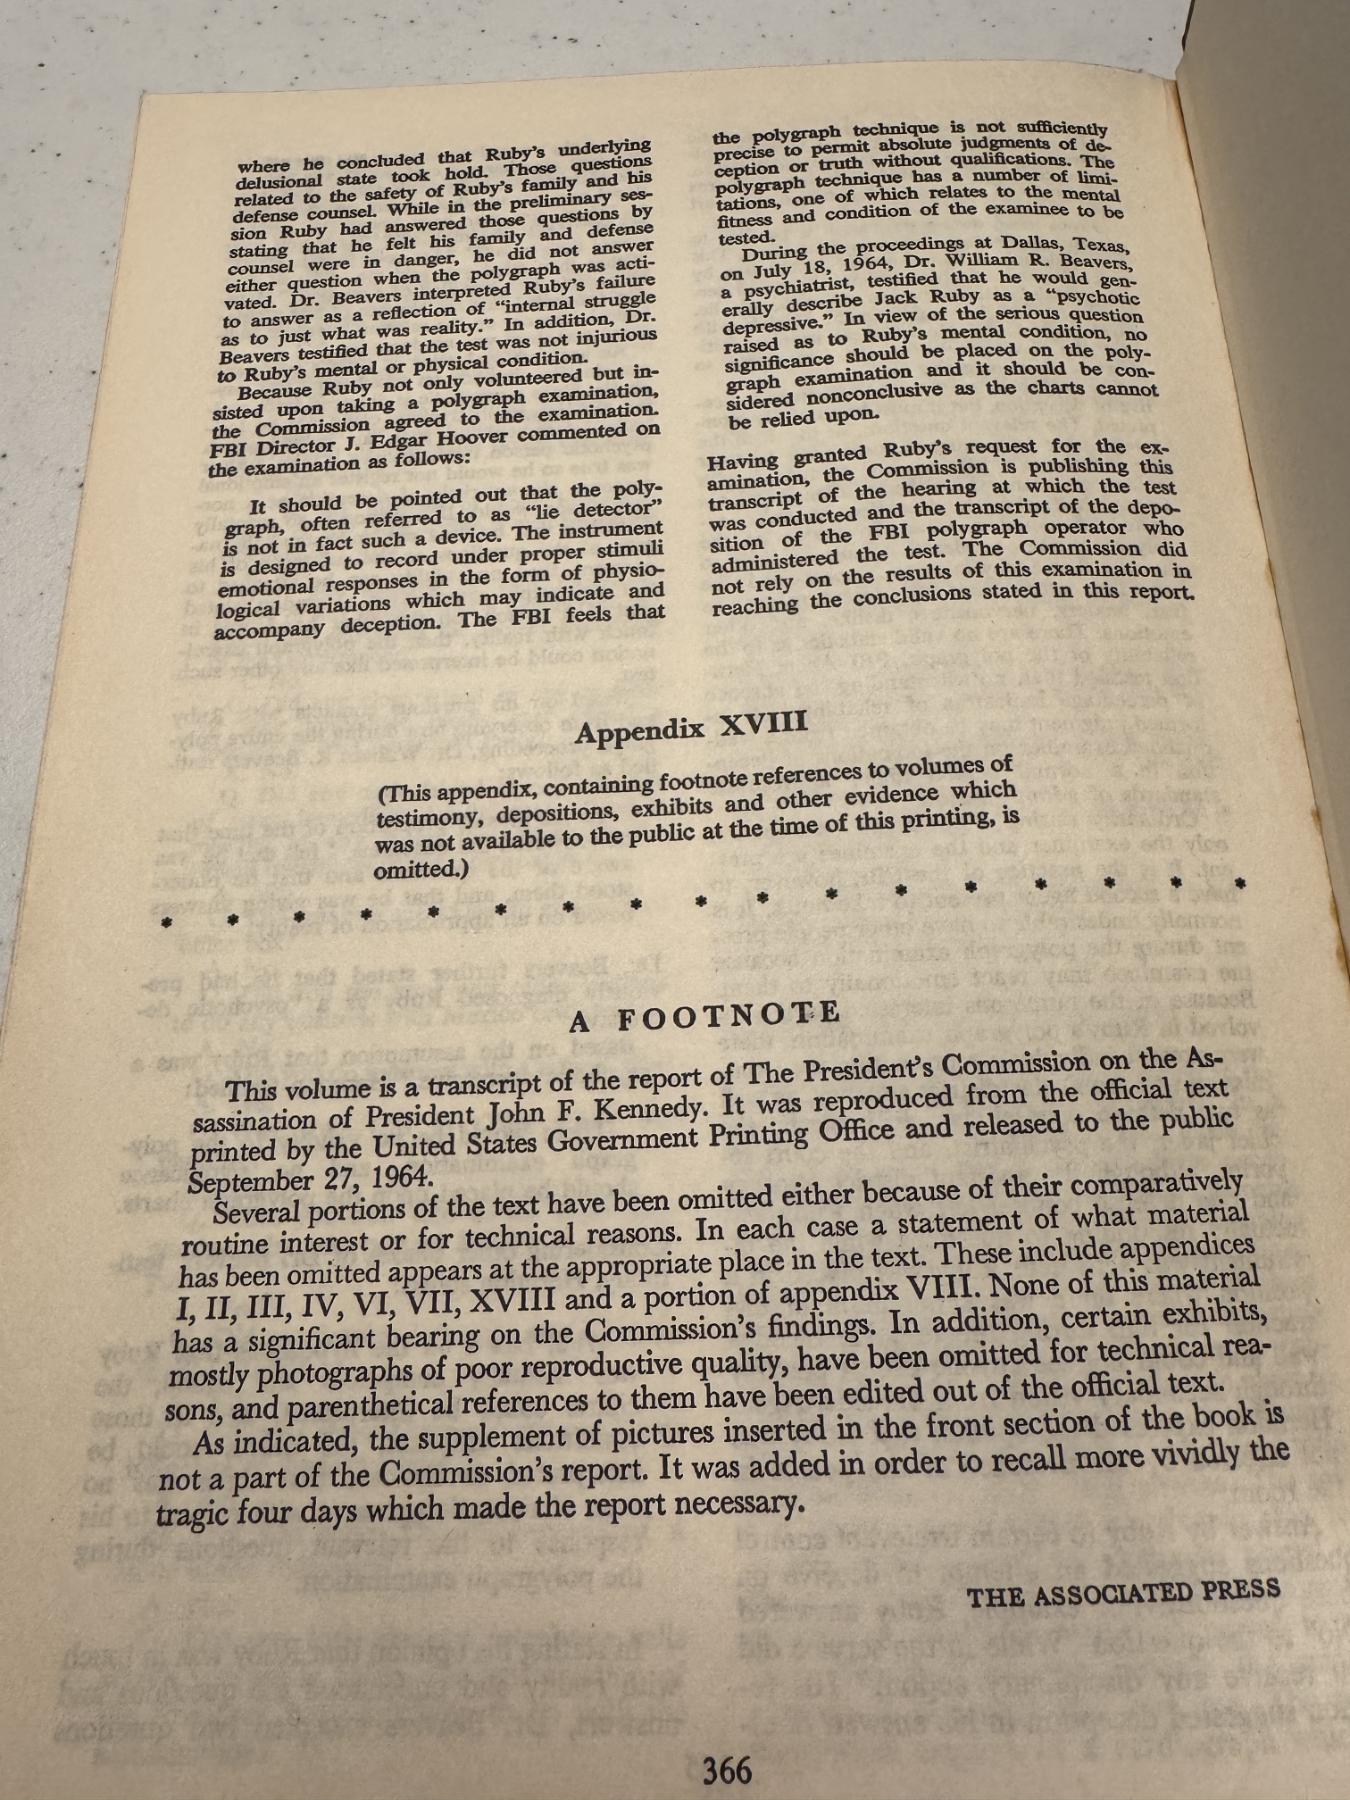 where he concluded that Ruby's underlying
delusional state took hold. Those questions
related to the safety of Ruby's family and his
defense counsel. While in the preliminary ses-
sion Ruby had answered those questions by
stating that he felt his family and defense
counsel were in danger, he did not answer
either question when the polygraph was acti-
vated. Dr. Beavers interpreted Ruby's failure
to answer as a reflection of "internal struggle
as to just what was reality." In addition, Dr.
Beavers testified that the test was not injurious
to Ruby's mental or physical condition.
Because Ruby not only volunteered but in-
sisted upon taking a polygraph examination,
the Commission agreed to the examination.
FBI Director J. Edgar Hoover commented on
the examination as follows:
It should be pointed out that the poly-
graph, often referred to as "lie detector"
is not in fact such a device. The instrument
is designed to record under proper stimuli
emotional responses in the form of physio-
logical variations which may indicate and
accompany deception. The FBI feels that
the polygraph technique is not sufficiently
precise to permit absolute judgments of de-
ception or truth without qualifications. The
polygraph technique has a number of limi-
tations, one of which relates to the mental
fitness and condition of the examinee to be
tested.
During the proceedings at Dallas, Texas,
on July 18, 1964, Dr. William R. Beavers,
a psychiatrist, testified that he would gen-
erally describe Jack Ruby as a "psychotic
depressive." In view of the serious question
raised as to Ruby's mental condition, no
significance should be placed on the poly-
graph examination and it should be con-
sidered nonconclusive as the charts cannot
be relied upon.
Having granted Ruby's request for the ex-
amination, the Commission is publishing this
transcript of the hearing at which the test
was conducted and the transcript of the depo-
sition of the FBI polygraph operator who
administered the test. The Commission did
not rely on the results of this examination in
reaching the conclusions stated in this report.
Appendix XVIII
(This appendix, containing footnote references to volumes of
testimony, depositions, exhibits and other evidence which
was not available to the public at the time of this printing, is
omitted.)
* * * * * * * * * * * * * * * *
A FOOTNOTE
This volume is a transcript of the report of The President's Commission on the As-
sassination of President John F. Kennedy. It was reproduced from the official text
printed by the United States Government Printing Office and released to the public
September 27, 1964.
Several portions of the text have been omitted either because of their comparatively
routine interest or for technical reasons. In each case a statement of what material
has been omitted appears at the appropriate place in the text. These include appendices
I, II, III, IV, VI, VII, XVIII and a portion of appendix VIII. None of this material
has a significant bearing on the Commission's findings. In addition, certain exhibits,
mostly photographs of poor reproductive quality, have been omitted for technical rea-
sons, and parenthetical references to them have been edited out of the official text.
As indicated, the supplement of pictures inserted in the front section of the book is
not a part of the Commission's report. It was added in order to recall more vividly the
tragic four days which made the report necessary.
THE ASSOCIATED PRESS
366